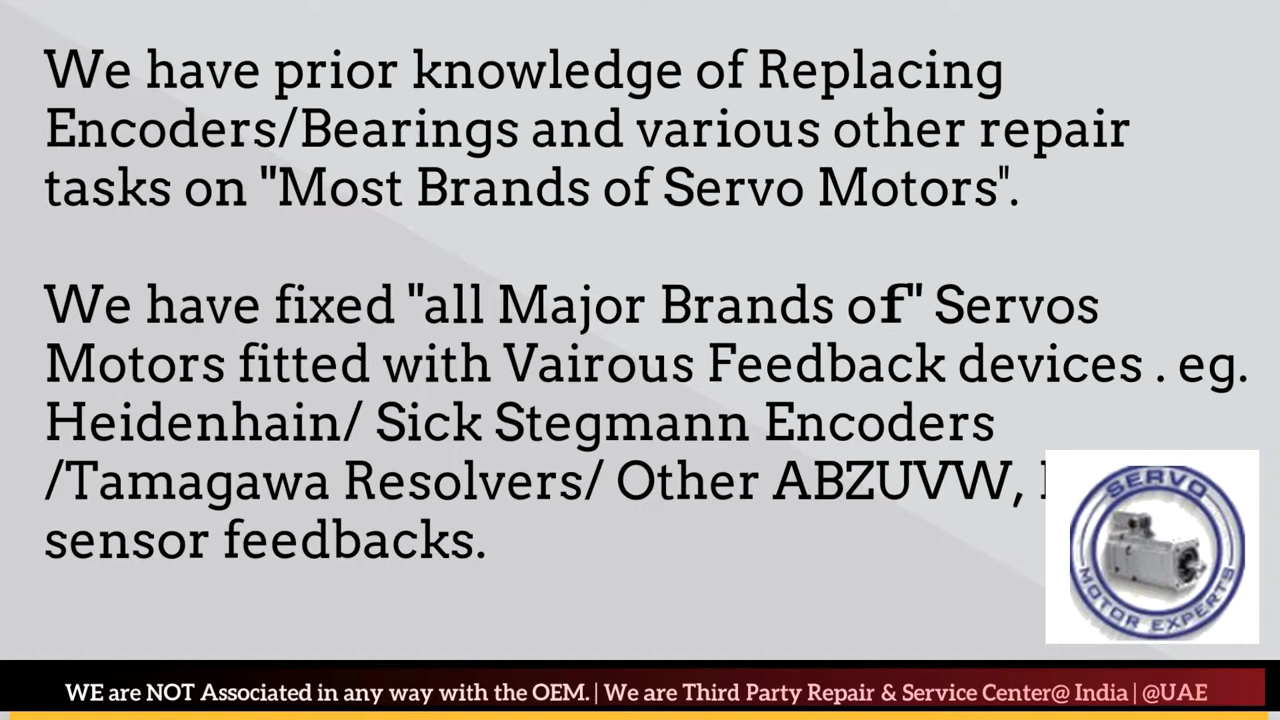 We have prior knowledge of Replacing
Encoders/Bearings and various other repair
tasks on "Most Brands of Servo Motors".
We have fixed "all Major Brands of" Servos
Motors fitted with Vairous Feedback devices . eg.
Heidenhain/ Sick Stegmann Encoders
/Tamagawa Resolvers/ Other ABZUVW,
sensor feedbacks.
SERVO
MOTOR EXPERTS
WE are NOT Associated in any way with the OEM. | We are Third Party Repair & Service Center@ India | @UAE